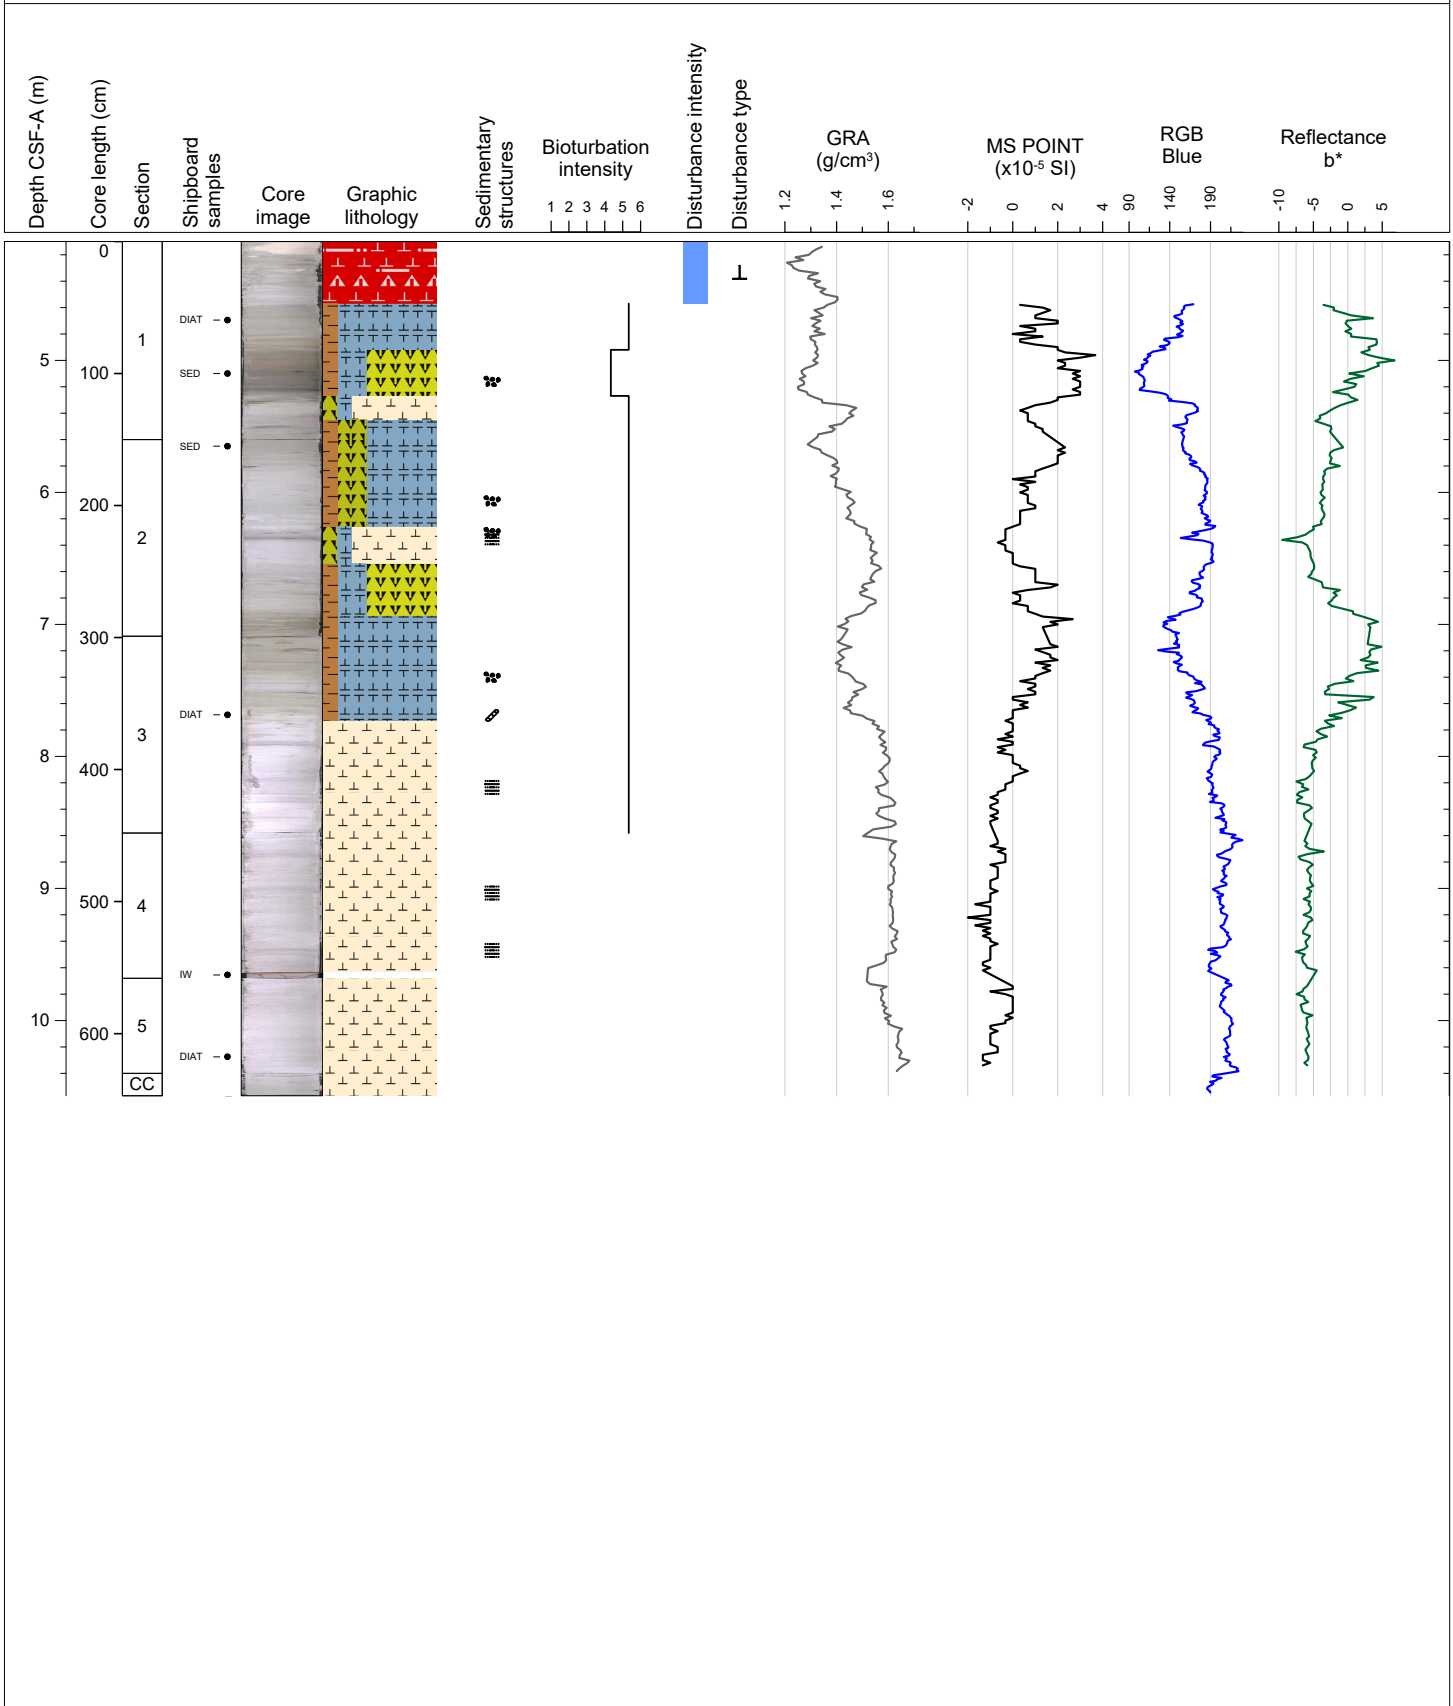 Depth CSF-A (m)
Core length (cm)
Section
Shipboard
samples
Core
image
Graphic
lithology
Sedimentary
structures
Bioturbation
intensity
1 2 3 4 5 6
Disturbance intensity
Disturbance type
GRA
(g/cm³)
1.2 1.4 1.6
MS POINT
(x10⁻⁵ SI)
-2 0 2 4
RGB
Blue
90 140 190
Reflectance
b*
-10 -5 0 5
0
DIAT
1
5
100
SED
SED
6
200
2
7
300
DIAT
3
8
400
9
500
4
IW
10
600
5
DIAT
CC